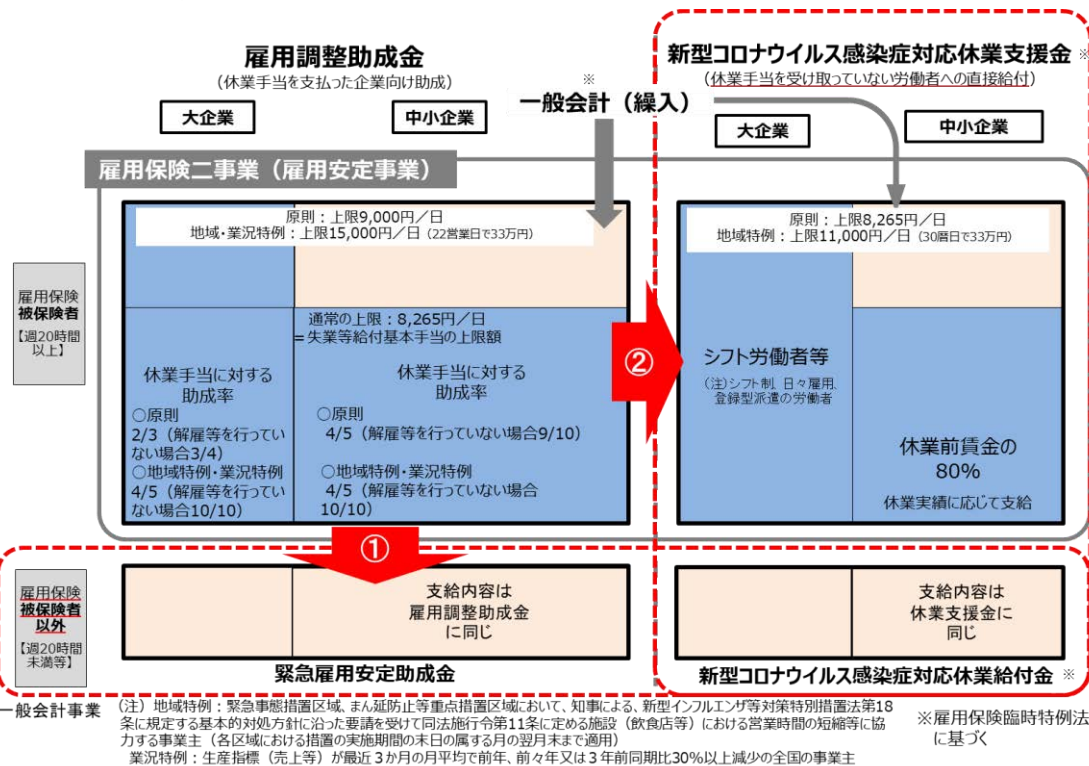 雇用調整助成金
(休業手当を支払った企業向け助成)
大企業
中小企業
※
一般会計(繰入)
新型コロナウイルス感染症対応休業支援金 ※
(休業手当を受け取っていない労働者への直接給付)
大企業
中小企業
雇用保険二事業(雇用安定事業)
雇用保険
被保険者
【週20時間
以上】
原則:上限9,000円/日
地域・業況特例:上限15,000円/日(22営業日で33万円)
通常の上限:8,265円/日
=失業等給付基本手当の上限額
休業手当に対する
助成率
○原則
2/3(解雇等を行ってい
ない場合3/4)
○地域特例・業況特例
4/5(解雇等を行ってい
ない場合10/10)
休業手当に対する
助成率
○原則
4/5(解雇等を行っていない場合9/10)
○地域特例・業況特例
4/5(解雇等を行っていない場合
10/10)
②
原則:上限8,265円/日
地域特例:上限11,000円/日(30暦日で33万円)
シフト労働者等
(注)シフト制、日々雇用、
登録型派遣の労働者
休業前賃金の
80%
休業実績に応じて支給
①
雇用保険
被保険者
以外
【週20時間
未満等】
支給内容は
雇用調整助成金
に同じ
緊急雇用安定助成金
支給内容は
休業支援金に
同じ
新型コロナウイルス感染症対応休業給付金 ※
一般会計事業
(注)地域特例:緊急事態措置区域、まん延防止等重点措置区域において、知事による、新型インフルエンザ等対策特別措置法第18
条に規定する基本的対処方針に沿った要請を受けて同法施行令第11条に定める施設(飲食店等)における営業時間の短縮等に協
力する事業主(各区域における措置の実施期間の末日の属する月の翌月末まで適用)
業況特例:生産指標(売上等)が最近3か月の月平均で前年、前々年又は3年前同期比30%以上減少の全国の事業主
※雇用保険臨時特例法
に基づく